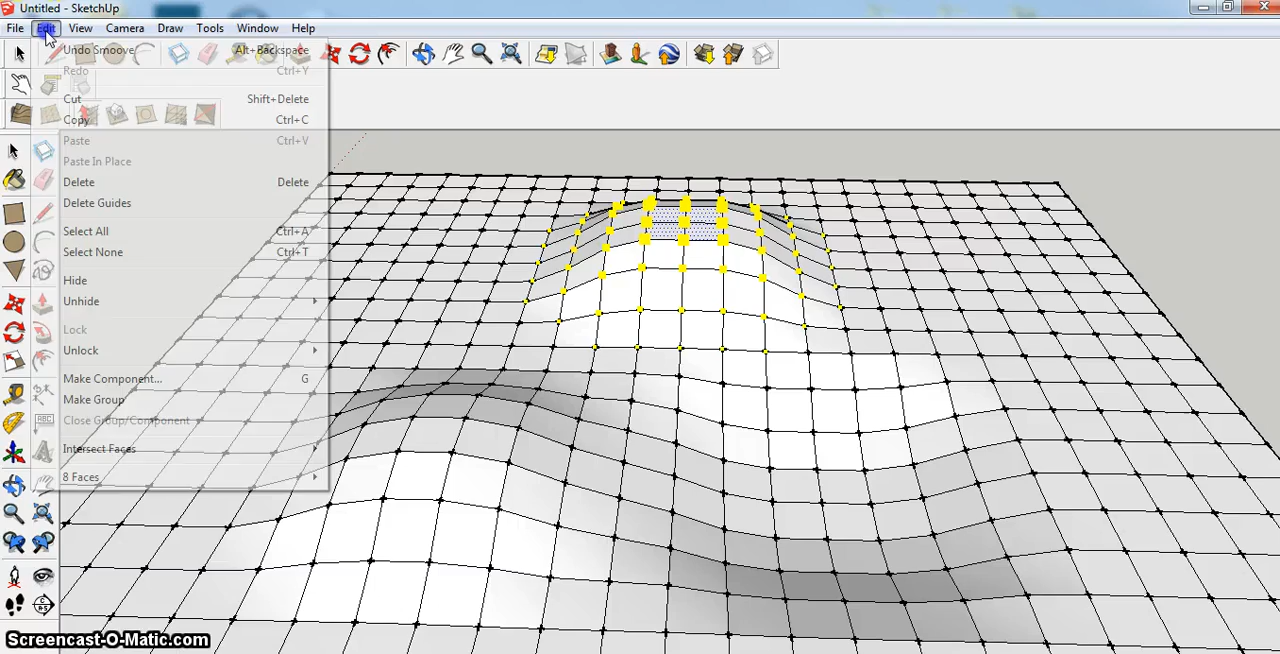 Untitled - SketchUp
File Edit View Camera Draw Tools Window Help
Undo Smoove Alt+Backspace
Redo Ctrl+Y
Cut Shift+Delete
Copy Ctrl+C
Paste Ctrl+V
Paste In Place
Delete Delete
Delete Guides
Select All Ctrl+A
Select None Ctrl+T
Hide
Unhide
Lock
Unlock
Make Component... G
Make Group
Close Group/Component
Intersect Faces
8 Faces
ABC
Screencast-O-Matic.com